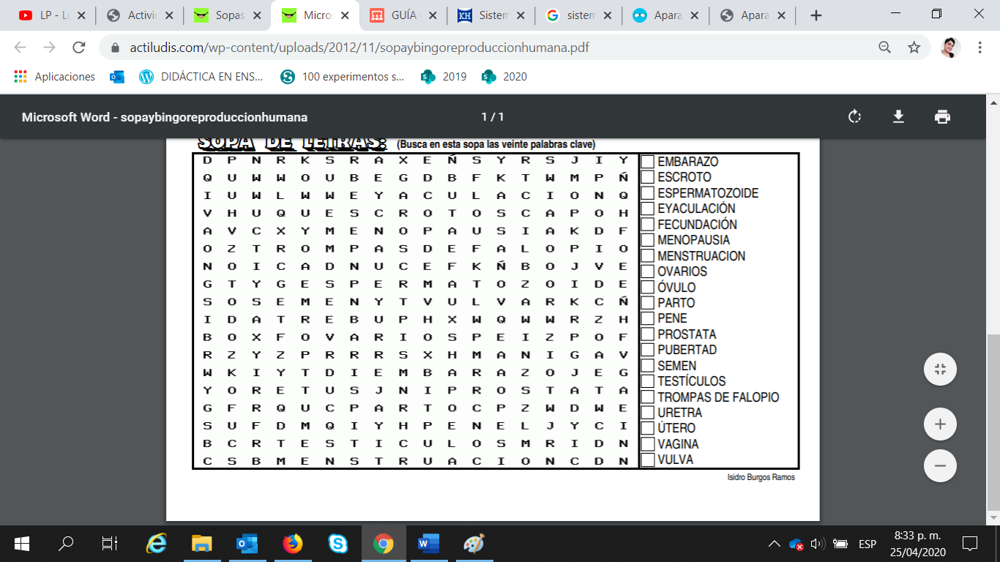 LP - L
Activi
Sopas
Micro
GUÍA
Sistem
sistem
Apara
Apara
actiludis.com/wp-content/uploads/2012/11/sopaybingoreproduccionhumana.pdf
Aplicaciones
DIDÁCTICA EN ENS...
100 experimentos s...
2019
2020
Microsoft Word - sopaybingoreproduccionhumana
1 / 1
SOPA DE LETRAS: (Busca en esta sopa las veinte palabras clave)
D P N R K S R A X E Ñ S Y R S J I Y
Q U W W O U B E G D B F K T W M P Ñ
I U W L W W E Y A C U L A C I O N Q
V H U Q U E S C R O T O S C A P O H
A V C X Y M E N O P A U S I A K D F
O Z T R O M P A S D E F A L O P I O
N O I C A D N U C E F K Ñ B O J V E
G T Y G E S P E R M A T O Z O I D E
S O S E M E N Y T V U L V A R K C Ñ
I D A T R E B U P H X W Q W W R Z H
B O X F O V A R I O S P E I Z P O F
R Z Y Z P R R R S X H M A N I G A V
W K I Y T D I E M B A R A Z O J E G
Y O R E T U S J N I P R O S T A T A
G F R Q U C P A R T O C P Z W D W E
S U F D M Q I Y H P E N E L J Y C I
B C R T E S T I C U L O S M R I D N
C S B M E N S T R U A C I O N C D N
EMBARAZO
ESCROTO
ESPERMATOZOIDE
EYACULACIÓN
FECUNDACIÓN
MENOPAUSIA
MENSTRUACION
OVARIOS
ÓVULO
PARTO
PENE
PROSTATA
PUBERTAD
SEMEN
TESTÍCULOS
TROMPAS DE FALOPIO
URETRA
ÚTERO
VAGINA
VULVA
Isidro Burgos Ramos
ESP
8:33 p. m.
25/04/2020